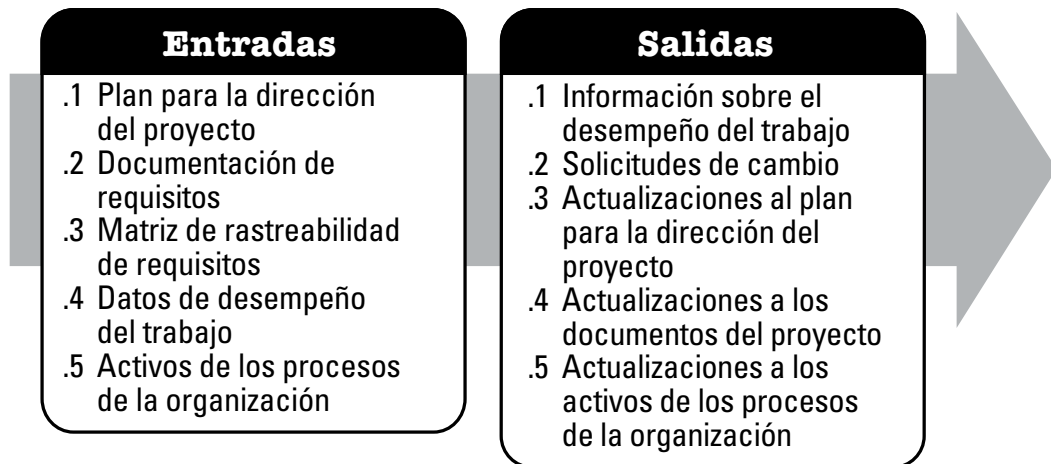 Entradas
.1 Plan para la dirección
del proyecto
.2 Documentación de
requisitos
.3 Matriz de rastreabilidad
de requisitos
.4 Datos de desempeño
del trabajo
.5 Activos de los procesos
de la organización
Salidas
.1 Información sobre el
desempeño del trabajo
.2 Solicitudes de cambio
.3 Actualizaciones al plan
para la dirección del
proyecto
.4 Actualizaciones a los
documentos del proyecto
.5 Actualizaciones a los
activos de los procesos
de la organización